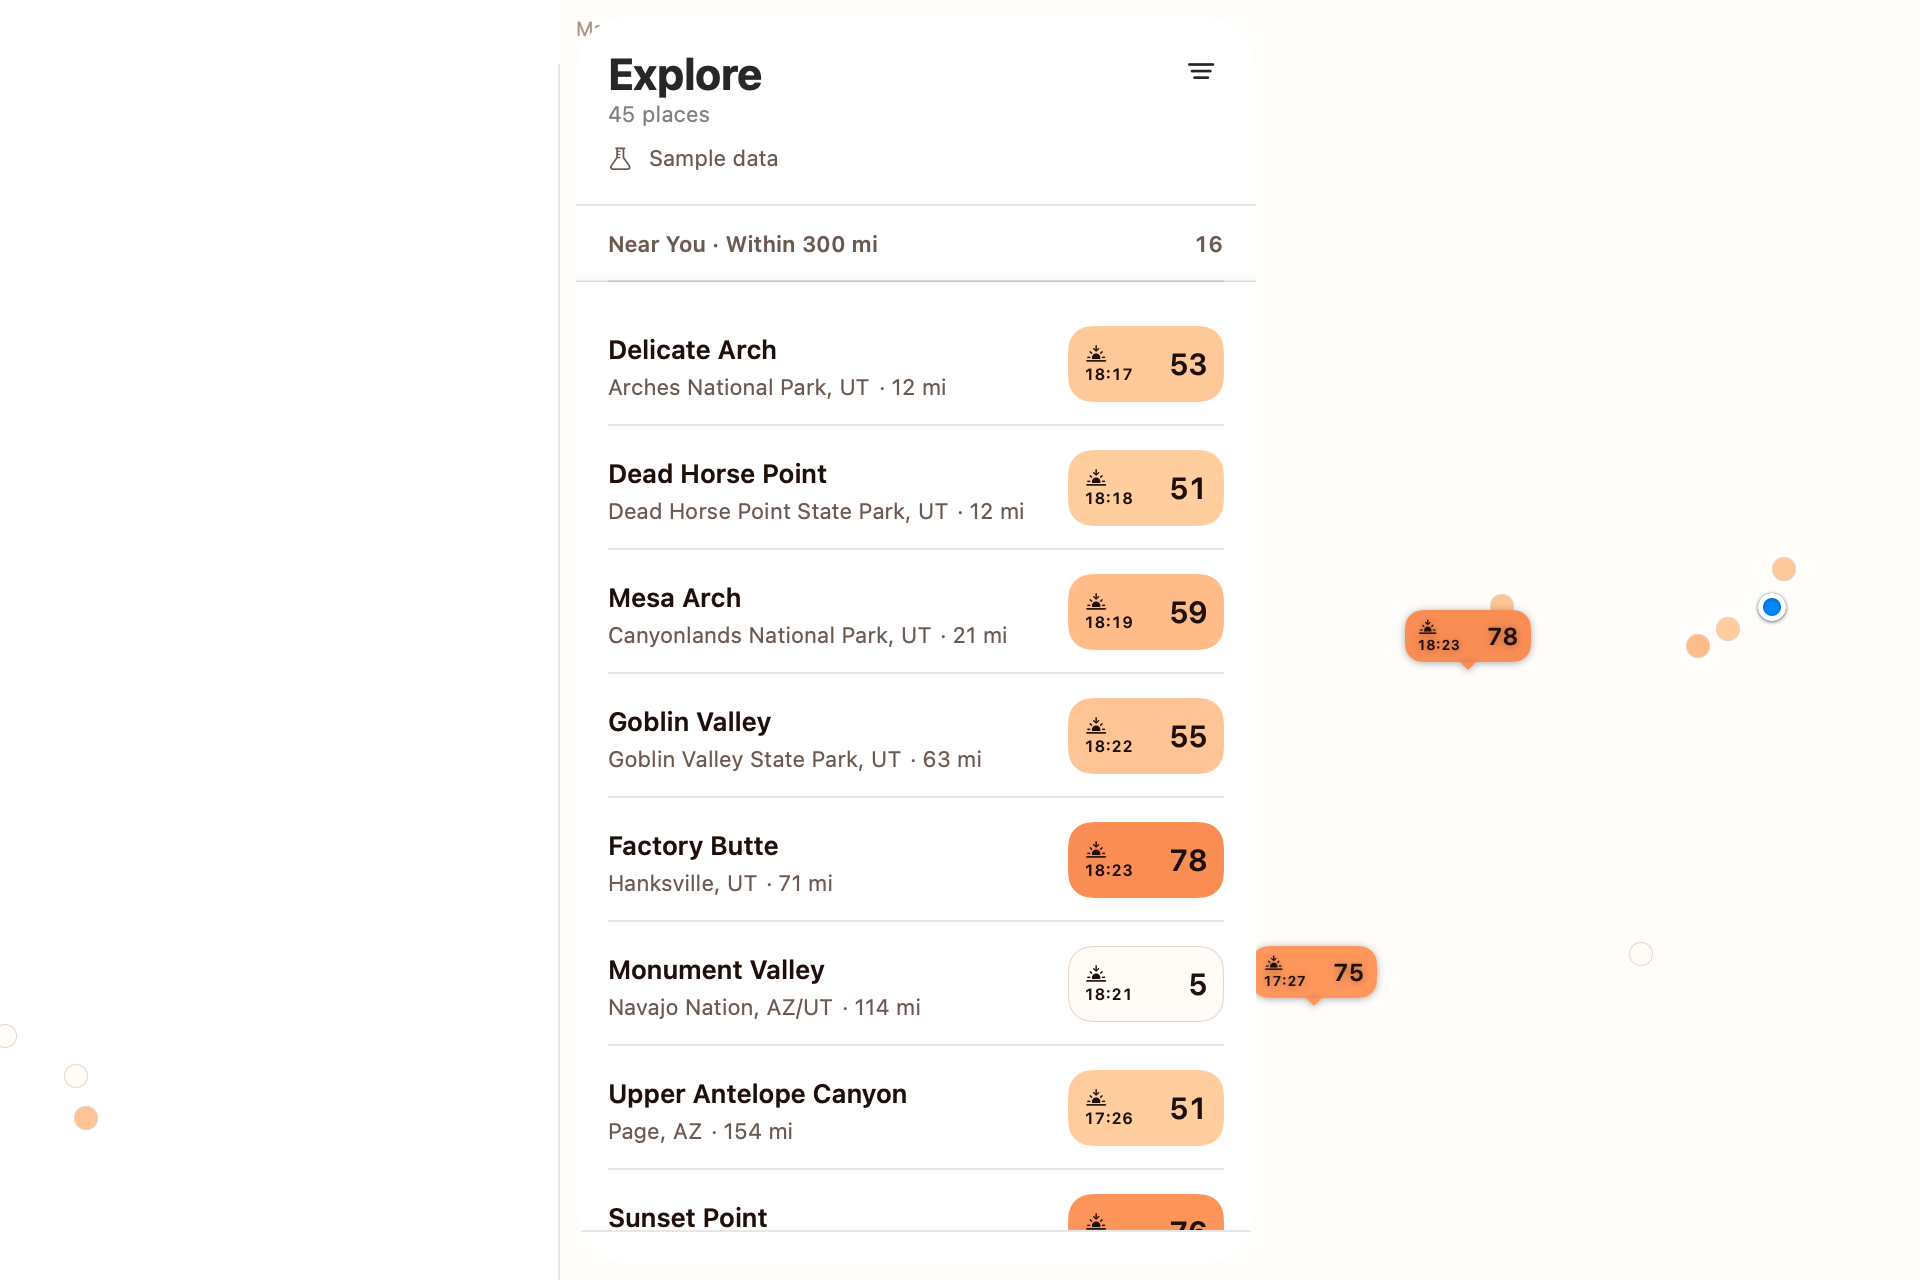 Explore
45 places
Sample data
Near You · Within 300 mi
16
Delicate Arch
Arches National Park, UT · 12 mi
18:17
53
Dead Horse Point
Dead Horse Point State Park, UT · 12 mi
18:18
51
Mesa Arch
Canyonlands National Park, UT · 21 mi
18:19
59
Goblin Valley
Goblin Valley State Park, UT · 63 mi
18:22
55
Factory Butte
Hanksville, UT · 71 mi
18:23
78
Monument Valley
Navajo Nation, AZ/UT · 114 mi
18:21
5
Upper Antelope Canyon
Page, AZ · 154 mi
17:26
51
Sunset Point
76
18:23
78
17:27
75